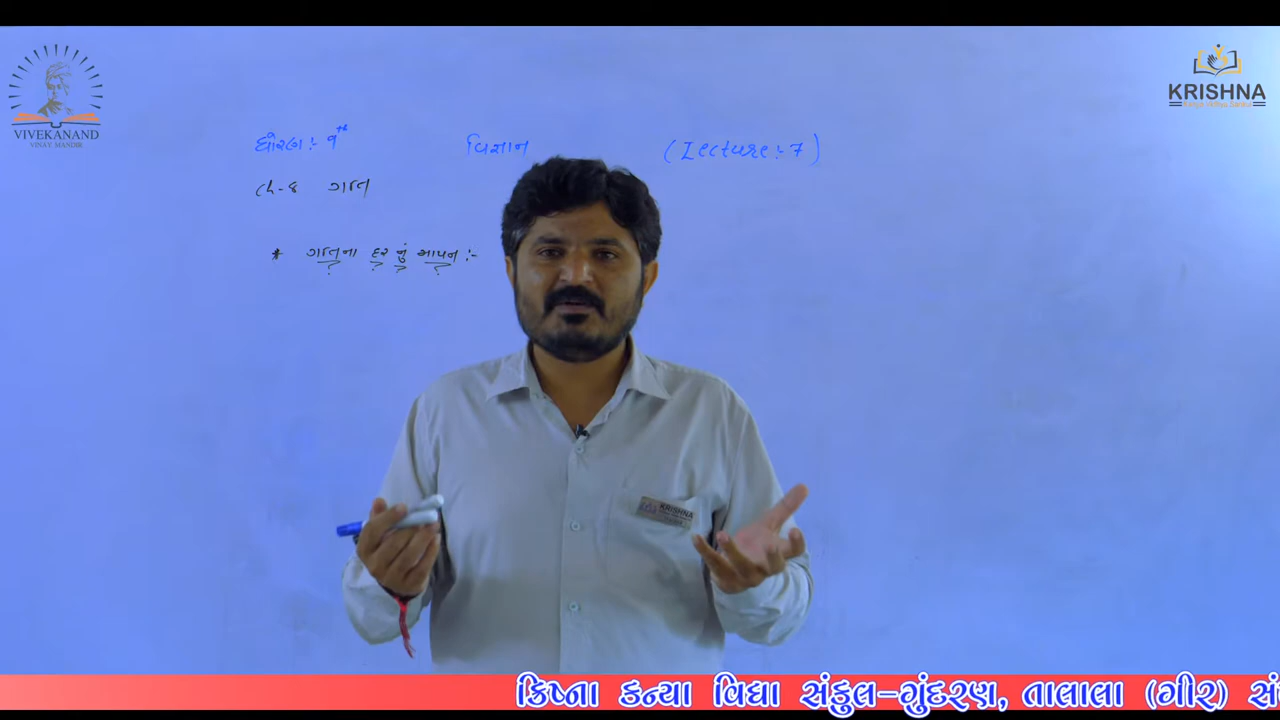 VIVEKANAND
VINAY MANDIR
KRISHNA
ધોરણ :- 9th વિજ્ઞાન (Lecture :- 7)
ch-8 ગતિ
* ગતિના દર નું માપન :-
? ? ? ?
KRISHNA
ક્રિષ્ના કન્યા વિદ્યા સંકુલ-ગુંદરણ, તાલાલા (ગીર) સં